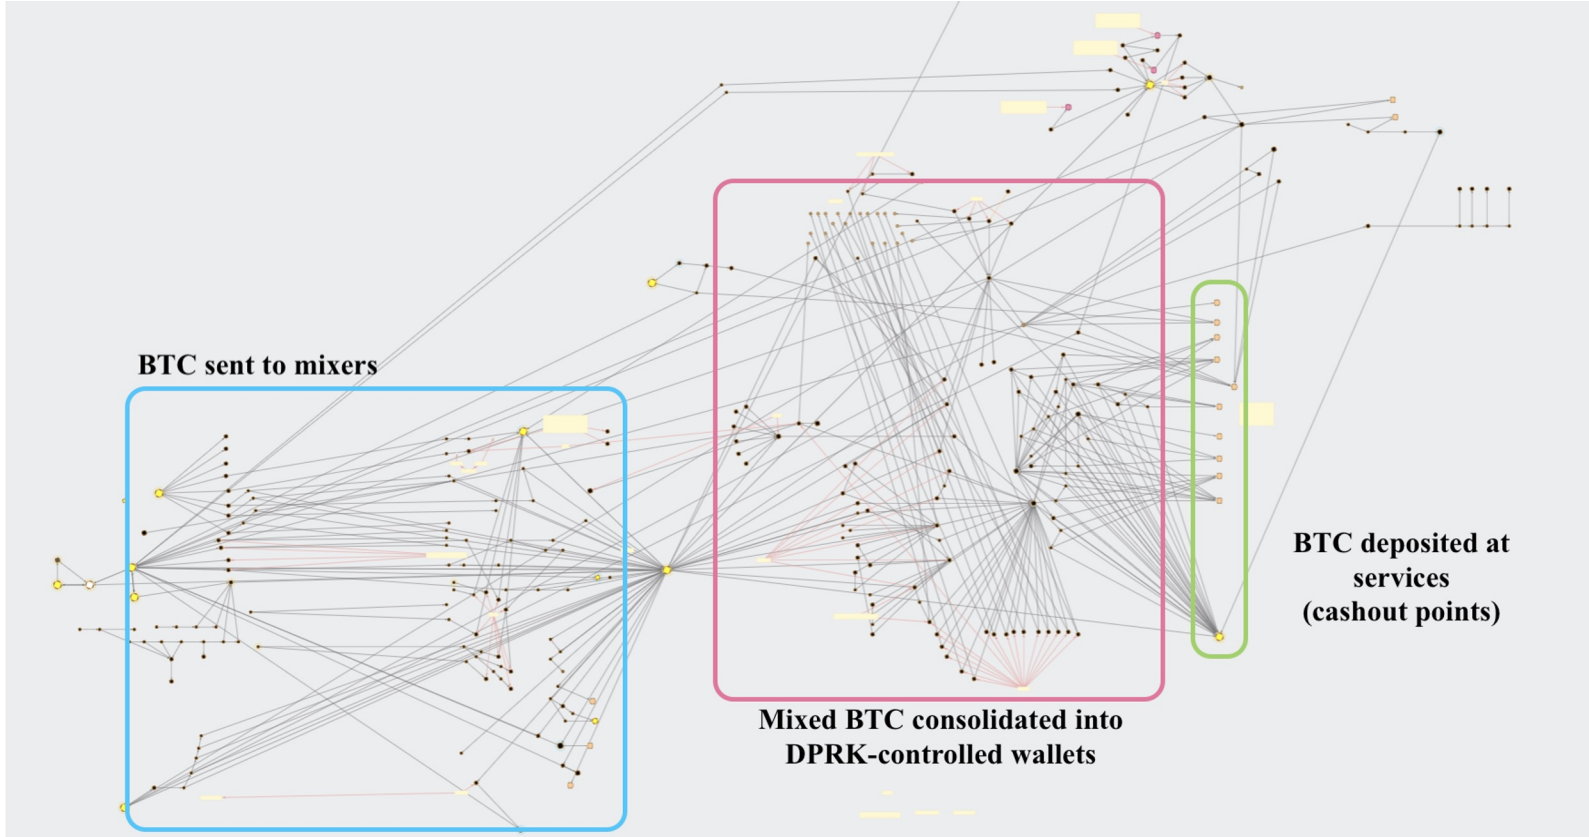 BTC sent to mixers
Mixed BTC consolidated into
DPRK-controlled wallets
BTC deposited at
services
(cashout points)